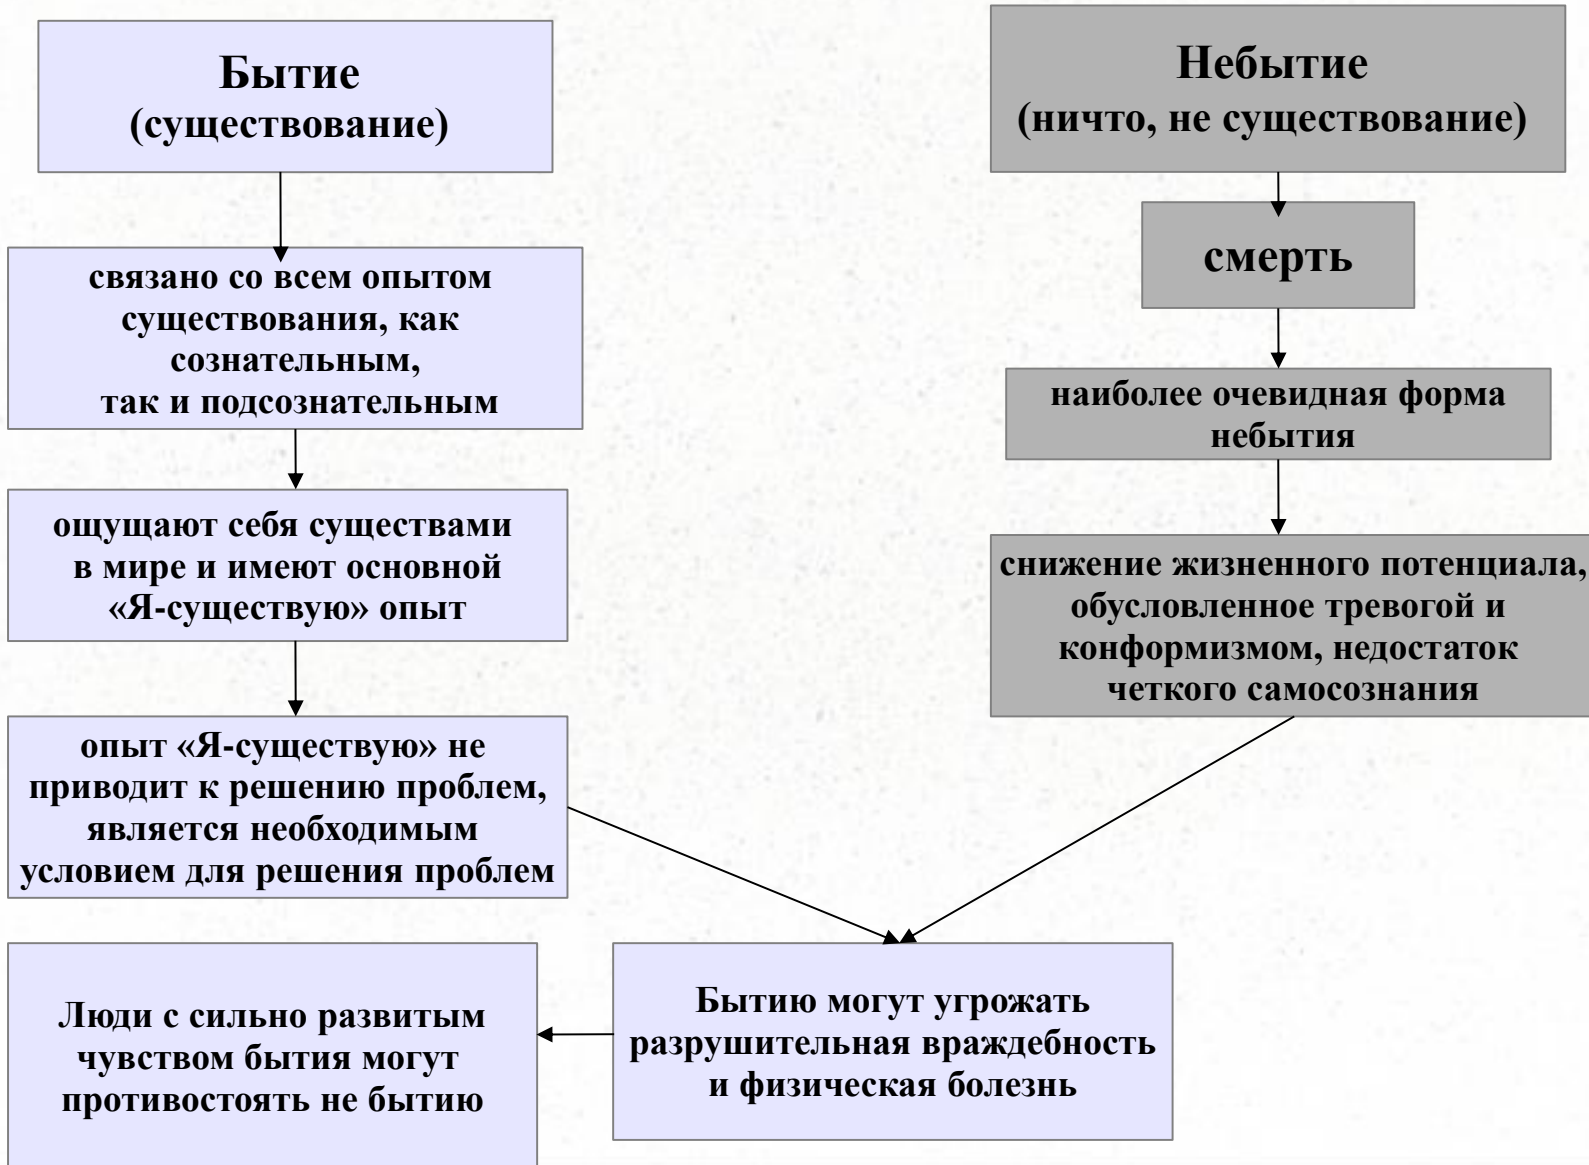 Бытие
(существование)
Небытие
(ничто, не существование)
связано со всем опытом
существования, как
сознательным,
так и подсознательным
смерть
наиболее очевидная форма
небытия
ощущают себя существами
в мире и имеют основной
«Я-существую» опыт
снижение жизненного потенциала,
обусловленное тревогой и
конформизмом, недостаток
четкого самосознания
опыт «Я-существую» не
приводит к решению проблем,
является необходимым
условием для решения проблем
Люди с сильно развитым
чувством бытия могут
противостоять не бытию
Бытию могут угрожать
разрушительная враждебность
и физическая болезнь